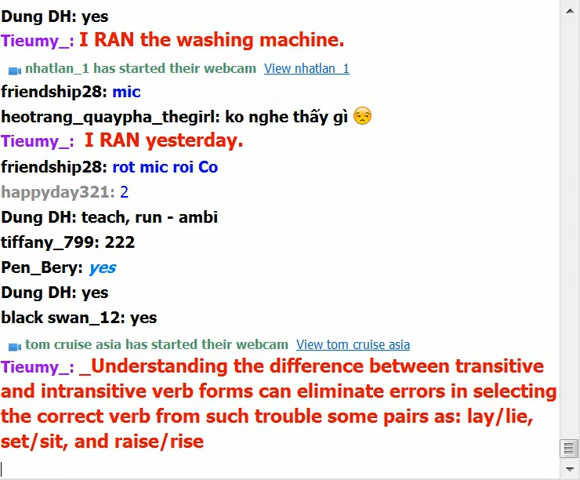 Dung DH: yes
Tieumy_: I RAN the washing machine.
nhatlan_1 has started their webcam View nhatlan_1
friendship28: mic
heotrang_quaypha_thegirl: ko nghe thấy gì
Tieumy_: I RAN yesterday.
friendship28: rot mic roi Co
happyday321: 2
Dung DH: teach, run - ambi
tiffany_799: 222
Pen_Bery: yes
Dung DH: yes
black swan_12: yes
tom cruise asia has started their webcam View tom cruise asia
Tieumy_: _Understanding the difference between transitive
and intransitive verb forms can eliminate errors in selecting
the correct verb from such trouble some pairs as: lay/lie,
set/sit, and raise/rise